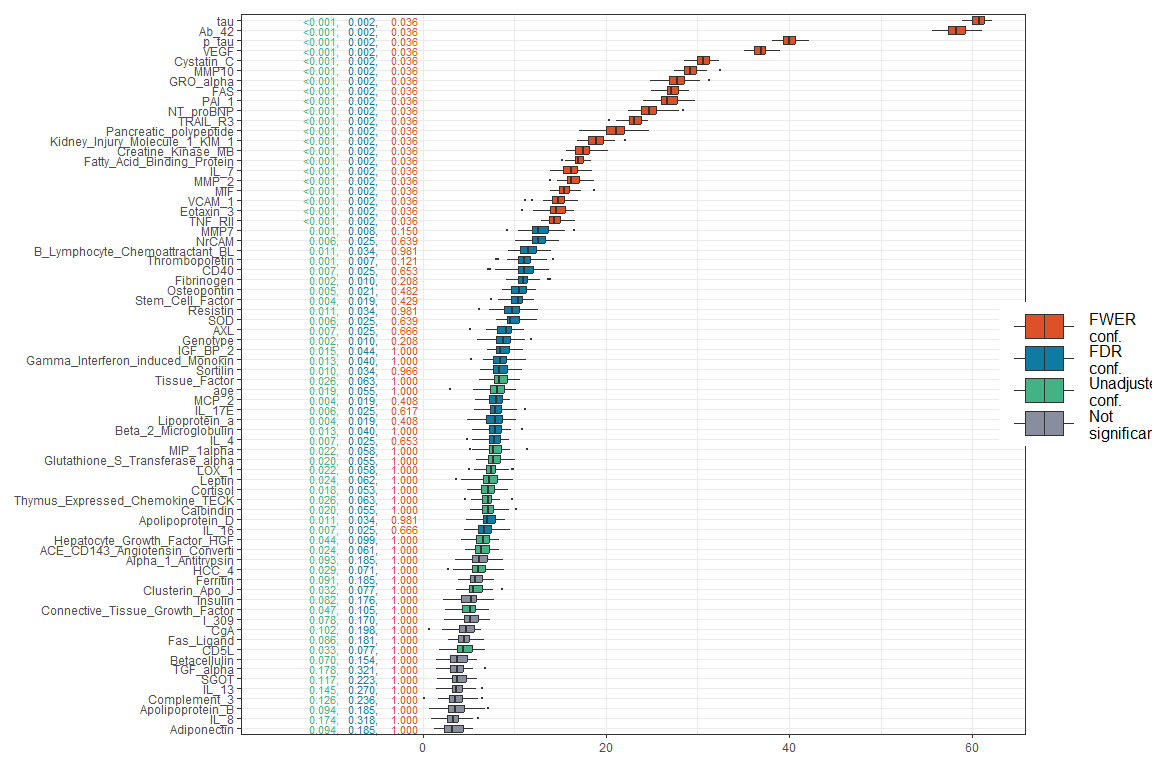 tau <0.001, 0.002, 0.036
Ab_42 <0.001, 0.002, 0.036
p_tau <0.001, 0.002, 0.036
VEGF <0.001, 0.002, 0.036
Cystatin_C <0.001, 0.002, 0.036
MMP10 <0.001, 0.002, 0.036
GRO_alpha <0.001, 0.002, 0.036
FAS <0.001, 0.002, 0.036
PAI_1 <0.001, 0.002, 0.036
NT_proBNP <0.001, 0.002, 0.036
TRAIL_R3 <0.001, 0.002, 0.036
Pancreatic_polypeptide <0.001, 0.002, 0.036
Kidney_Injury_Molecule_1_KIM_1 <0.001, 0.002, 0.036
Creatine_Kinase_MB <0.001, 0.002, 0.036
Fatty_Acid_Binding_Protein <0.001, 0.002, 0.036
IL_7 <0.001, 0.002, 0.036
MMP_2 <0.001, 0.002, 0.036
MIF <0.001, 0.002, 0.036
VCAM_1 <0.001, 0.002, 0.036
Eotaxin_3 <0.001, 0.002, 0.036
TNF_RII <0.001, 0.002, 0.036
MMP7 0.001, 0.008, 0.150
NrCAM 0.006, 0.025, 0.639
B_Lymphocyte_Chemoattractant_BL 0.011, 0.034, 0.981
Thrombopoietin 0.001, 0.007, 0.121
CD40 0.007, 0.025, 0.653
Fibrinogen 0.002, 0.010, 0.208
Osteopontin 0.005, 0.021, 0.482
Stem_Cell_Factor 0.004, 0.019, 0.429
Resistin 0.011, 0.034, 0.981
SOD 0.006, 0.025, 0.639
AXL 0.007, 0.025, 0.666
Genotype 0.002, 0.010, 0.208
IGF_BP_2 0.015, 0.044, 1.000
Gamma_Interferon_induced_Monokin 0.013, 0.040, 1.000
Sortilin 0.010, 0.034, 0.966
Tissue_Factor 0.026, 0.063, 1.000
age 0.019, 0.055, 1.000
MCP_2 0.004, 0.019, 0.408
IL_17E 0.006, 0.025, 0.617
Lipoprotein_a 0.004, 0.019, 0.408
Beta_2_Microglobulin 0.013, 0.040, 1.000
IL_4 0.007, 0.025, 0.653
MIP_1alpha 0.022, 0.058, 1.000
Glutathione_S_Transferase_alpha 0.020, 0.055, 1.000
LOX_1 0.022, 0.058, 1.000
Leptin 0.024, 0.062, 1.000
Cortisol 0.018, 0.053, 1.000
Thymus_Expressed_Chemokine_TECK 0.026, 0.063, 1.000
Calbindin 0.020, 0.055, 1.000
Apolipoprotein_D 0.011, 0.034, 0.981
IL_16 0.007, 0.025, 0.666
Hepatocyte_Growth_Factor_HGF 0.044, 0.099, 1.000
ACE_CD143_Angiotensin_Converti 0.024, 0.061, 1.000
Alpha_1_Antitrypsin 0.093, 0.185, 1.000
HCC_4 0.029, 0.071, 1.000
Ferritin 0.091, 0.185, 1.000
Clusterin_Apo_J 0.032, 0.077, 1.000
Insulin 0.082, 0.176, 1.000
Connective_Tissue_Growth_Factor 0.047, 0.105, 1.000
I_309 0.078, 0.170, 1.000
CgA 0.102, 0.198, 1.000
Fas_Ligand 0.086, 0.181, 1.000
CD5L 0.033, 0.077, 1.000
Betacellulin 0.070, 0.154, 1.000
TGF_alpha 0.178, 0.321, 1.000
SGOT 0.117, 0.223, 1.000
IL_13 0.145, 0.270, 1.000
Complement_3 0.126, 0.236, 1.000
Apolipoprotein_B 0.094, 0.185, 1.000
IL_8 0.174, 0.318, 1.000
Adiponectin 0.094, 0.185, 1.000
0 20 40 60
FWER
conf.
FDR
conf.
Unadjuste
conf.
Not
significar